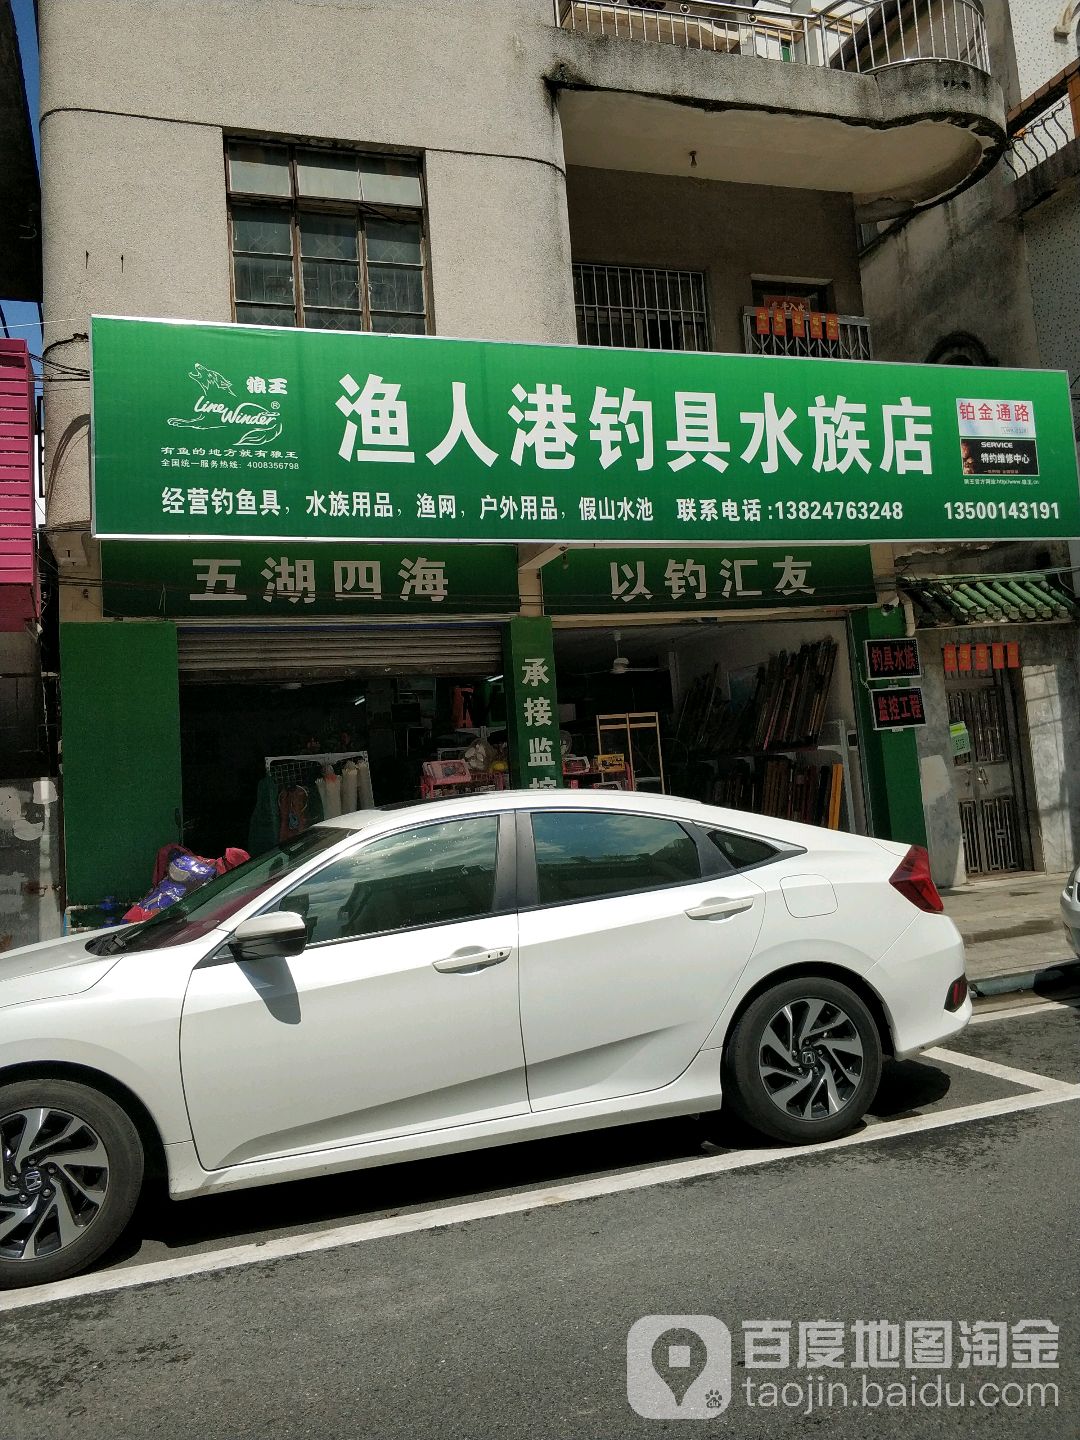 狼王
Line Winder®
有鱼的地方就有狼王
全国统一服务热线：4008356798
渔人港钓具水族店
铂金通路
SERVICE
特约维修中心
经营钓鱼具，水族用品，渔网，户外用品，假山水池 联系电话：13824763248 13500143191
五湖四海
以钓汇友
承接监控
钓具水族
监控工程
百度地图淘金
taojin.baidu.com